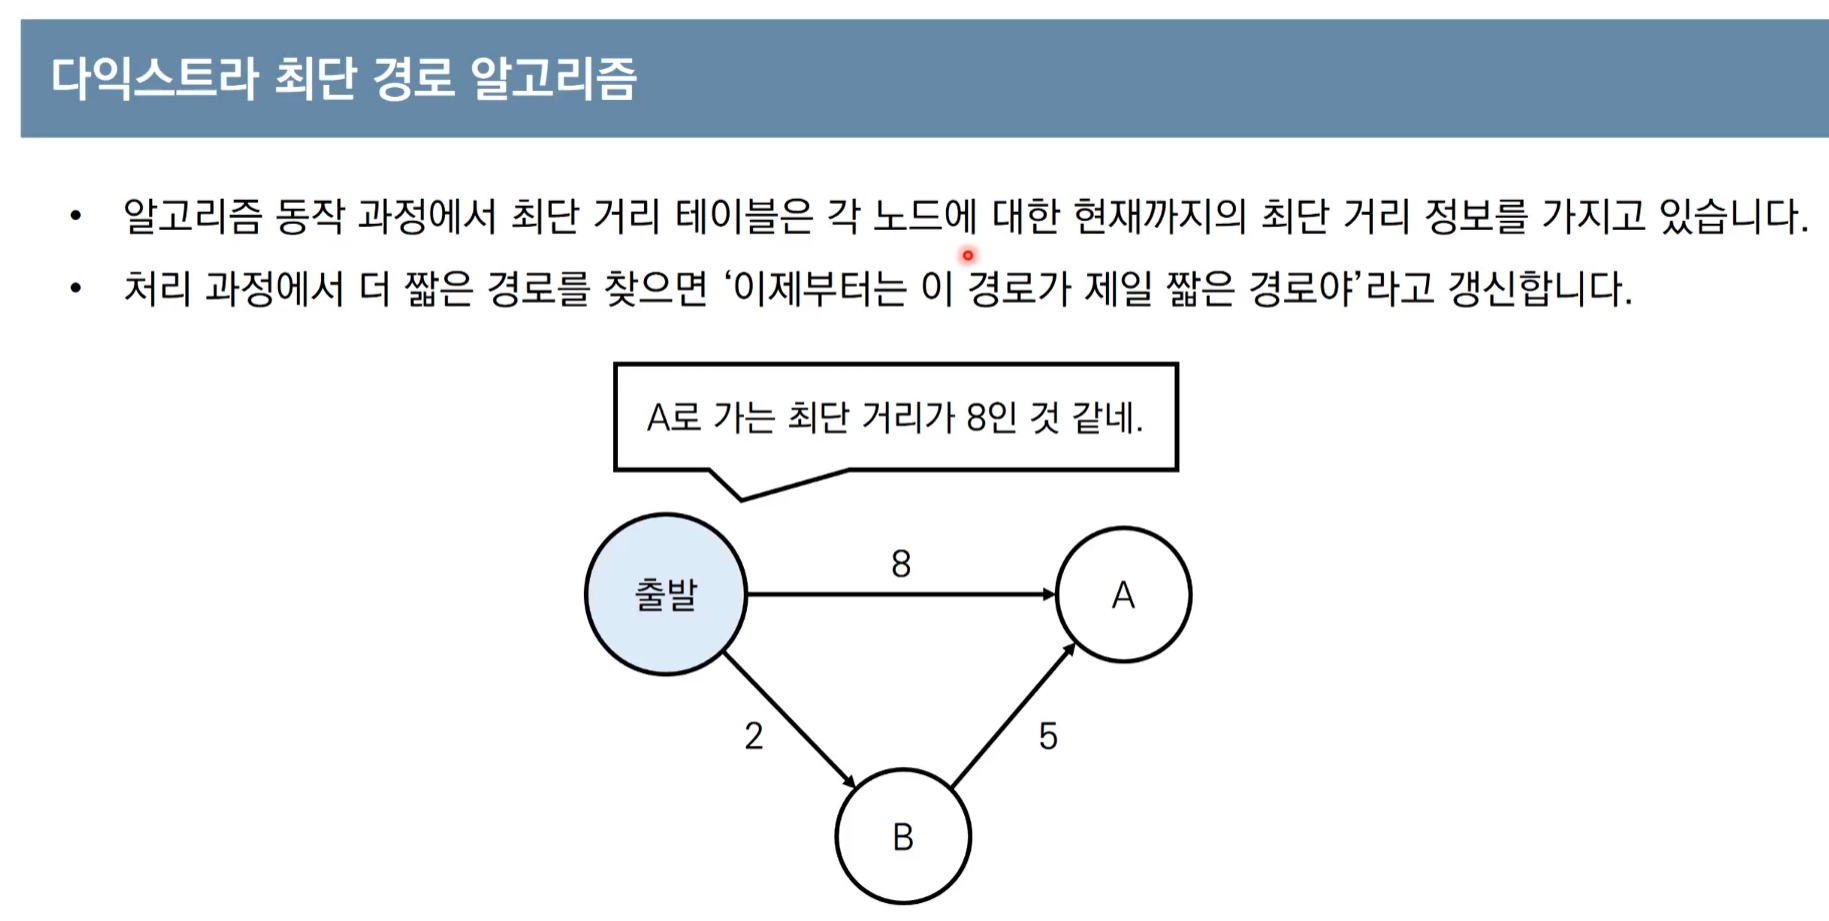 다익스트라 최단 경로 알고리즘
• 알고리즘 동작 과정에서 최단 거리 테이블은 각 노드에 대한 현재까지의 최단 거리 정보를 가지고 있습니다.
• 처리 과정에서 더 짧은 경로를 찾으면 ‘이제부터는 이 경로가 제일 짧은 경로야’라고 갱신합니다.
A로 가는 최단 거리가 8인 것 같네.
8
출발
A
2
5
B